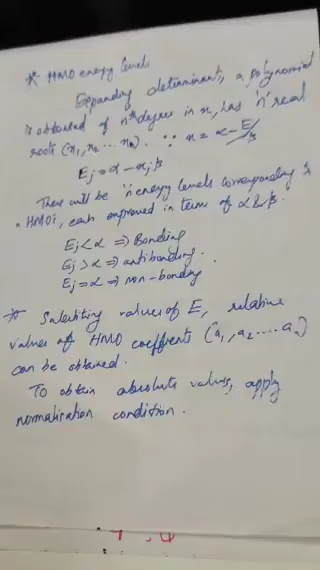 * HMO energy levels
Expanding determinant, a polynomial
is obtained of nth degree in x, has 'n' real
roots (x₁, x₂ ... xₙ). ∵ x = α-E/β
Ej = α - xjβ
There will be 'n' energy levels corresponding to
n HMOs, each expressed in terms of α & β.
Ej < α ⇒ Bonding
Ej > α ⇒ antibonding.
Ej = α ⇒ non-bonding
* Substituting values of E, relative
values of HMO coefficients (a₁, a₂ .... aₙ)
can be obtained.
To obtain absolute values, apply
normalisation condition.